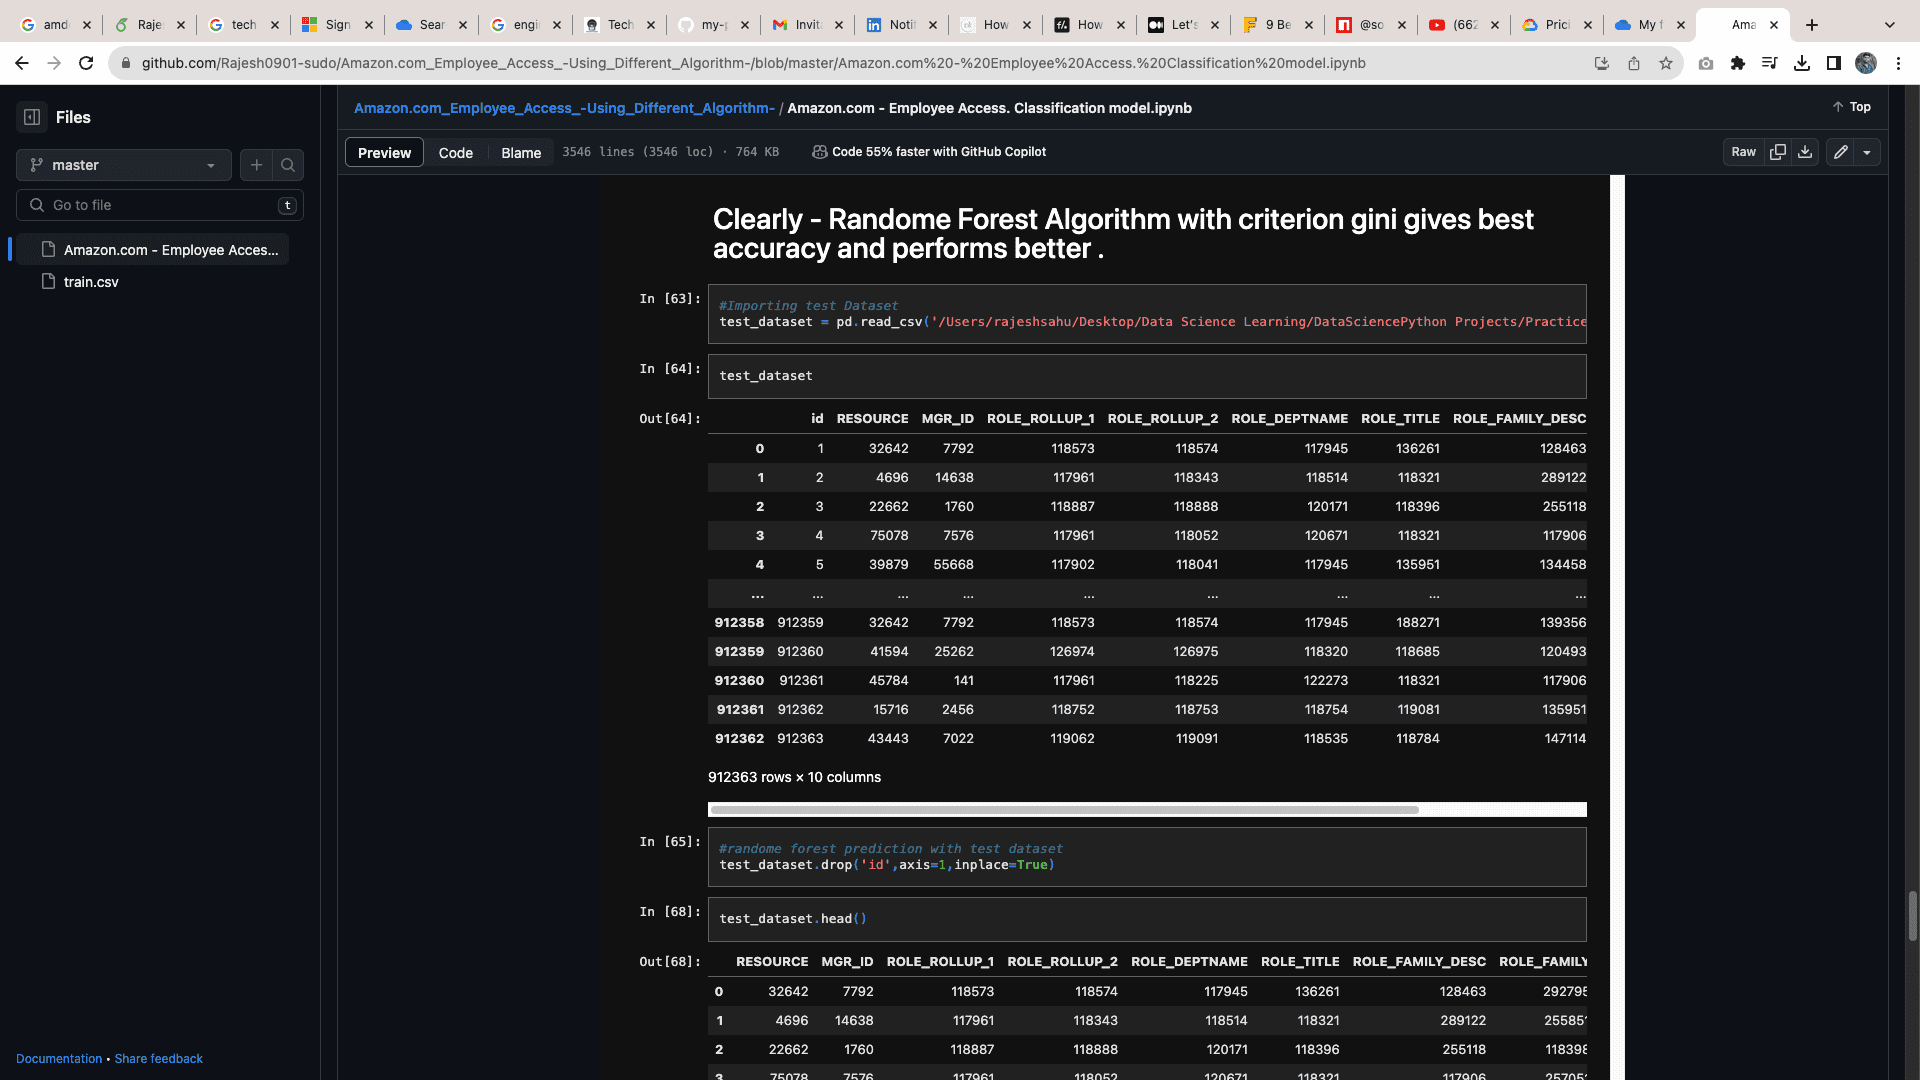 amd
Raje
tech
Sign
Sear
engi
Tech
my-p
Invit
Notif
How
How
Let's
9 Be
@so
(662
Prici
My f
Ama
github.com/Rajesh0901-sudo/Amazon.com_Employee_Access_-Using_Different_Algorithm-/blob/master/Amazon.com%20-%20Employee%20Access.%20Classification%20model.ipynb
Files
master
Go to file
t
Amazon.com - Employee Acces...
train.csv
Documentation • Share feedback
Amazon.com_Employee_Access_-Using_Different_Algorithm- / Amazon.com - Employee Access. Classification model.ipynb
Top
Preview Code Blame 3546 lines (3546 loc) · 764 KB Code 55% faster with GitHub Copilot Raw
Clearly - Randome Forest Algorithm with criterion gini gives best
accuracy and performs better .
In [63]:
#Importing test Dataset
test_dataset = pd.read_csv('/Users/rajeshsahu/Desktop/Data Science Learning/DataSciencePython Projects/Practice
In [64]:
test_dataset
Out[64]:
id RESOURCE MGR_ID ROLE_ROLLUP_1 ROLE_ROLLUP_2 ROLE_DEPTNAME ROLE_TITLE ROLE_FAMILY_DESC
0 1 32642 7792 118573 118574 117945 136261 128463
1 2 4696 14638 117961 118343 118514 118321 289122
2 3 22662 1760 118887 118888 120171 118396 255118
3 4 75078 7576 117961 118052 120671 118321 117906
4 5 39879 55668 117902 118041 117945 135951 134458
... ... ... ... ... ... ... ... ...
912358 912359 32642 7792 118573 118574 117945 188271 139356
912359 912360 41594 25262 126974 126975 118320 118685 120493
912360 912361 45784 141 117961 118225 122273 118321 117906
912361 912362 15716 2456 118752 118753 118754 119081 135951
912362 912363 43443 7022 119062 119091 118535 118784 147114
912363 rows × 10 columns
In [65]:
#randome forest prediction with test dataset
test_dataset.drop('id',axis=1,inplace=True)
In [68]:
test_dataset.head()
Out[68]:
RESOURCE MGR_ID ROLE_ROLLUP_1 ROLE_ROLLUP_2 ROLE_DEPTNAME ROLE_TITLE ROLE_FAMILY_DESC ROLE_FAMILY
0 32642 7792 118573 118574 117945 136261 128463 292795
1 4696 14638 117961 118343 118514 118321 289122 25585
2 22662 1760 118887 118888 120171 118396 255118 118398
3 75078 7576 117961 118052 120671 118321 117906 25705